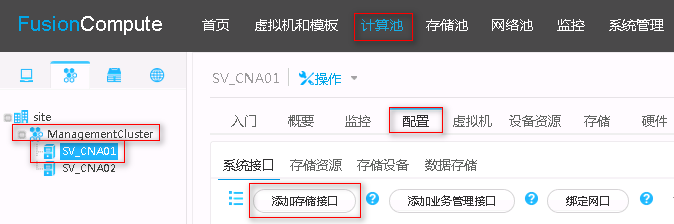 FusionCompute 首页 虚拟机和模板 计算池 存储池 网络池 监控 系统管理
SV_CNA01 操作
site
ManagementCluster
SV_CNA01
SV_CNA02
入门 概要 监控 配置 虚拟机 设备资源 存储 硬件
系统接口 存储资源 存储设备 数据存储
添加存储接口 添加业务管理接口 绑定网口